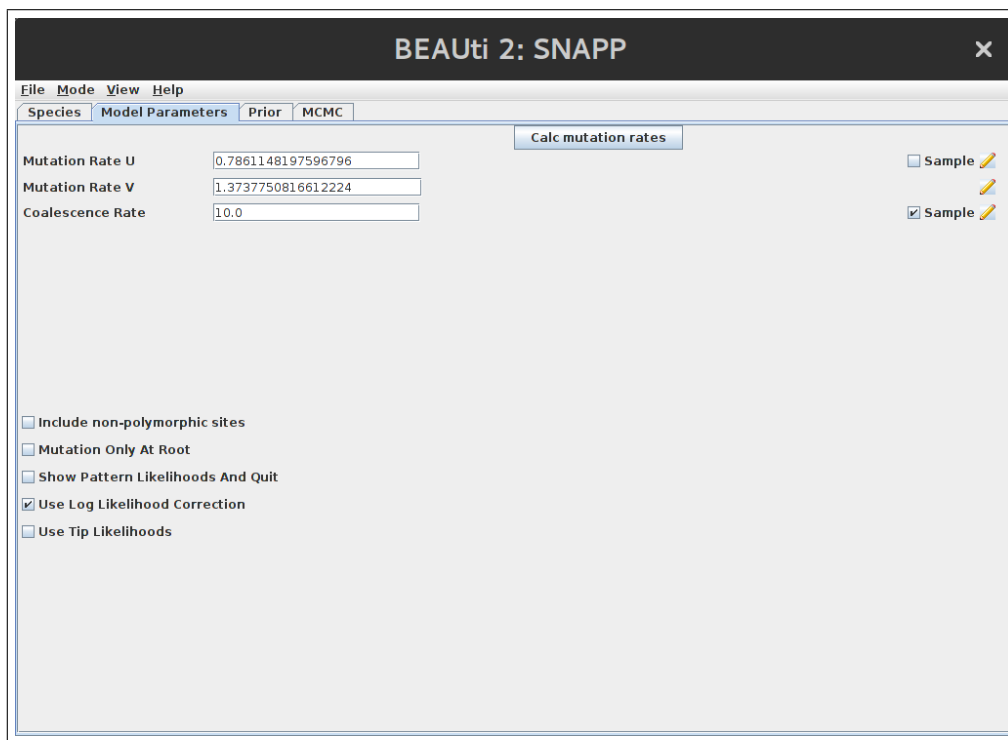 BEAUti 2: SNAPP ×
File Mode View Help
Species Model Parameters Prior MCMC
Calc mutation rates
Mutation Rate U 0.7861148197596796 Sample
Mutation Rate V 1.3737750816612224
Coalescence Rate 10.0 Sample
Include non-polymorphic sites
Mutation Only At Root
Show Pattern Likelihoods And Quit
Use Log Likelihood Correction
Use Tip Likelihoods